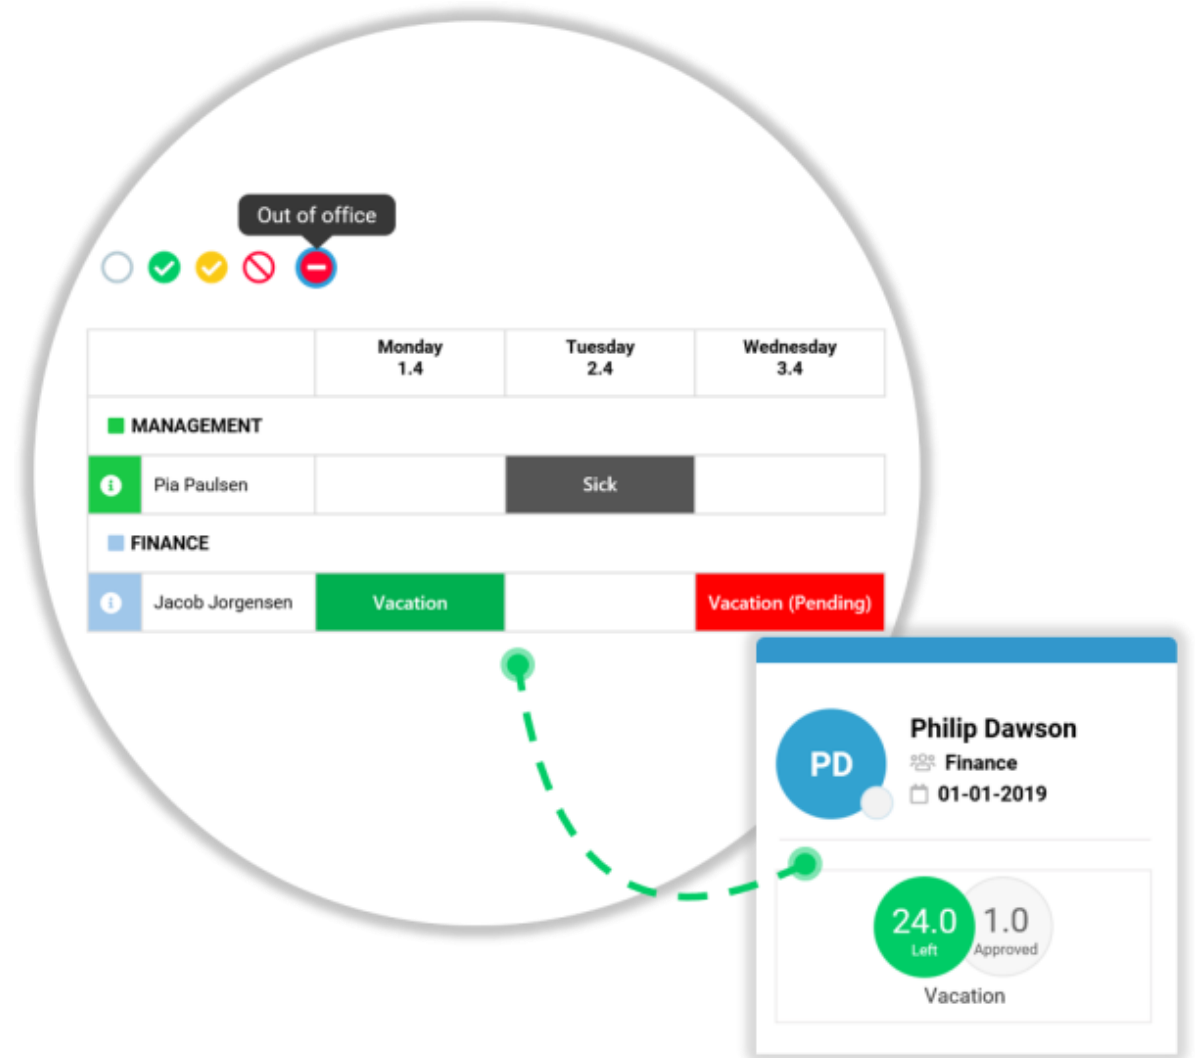 Out of office
Monday
1.4
Tuesday
2.4
Wednesday
3.4
MANAGEMENT
Pia Paulsen
Sick
FINANCE
Jacob Jorgensen
Vacation
Vacation (Pending)
PD
Philip Dawson
Finance
01-01-2019
24.0
Left
1.0
Approved
Vacation